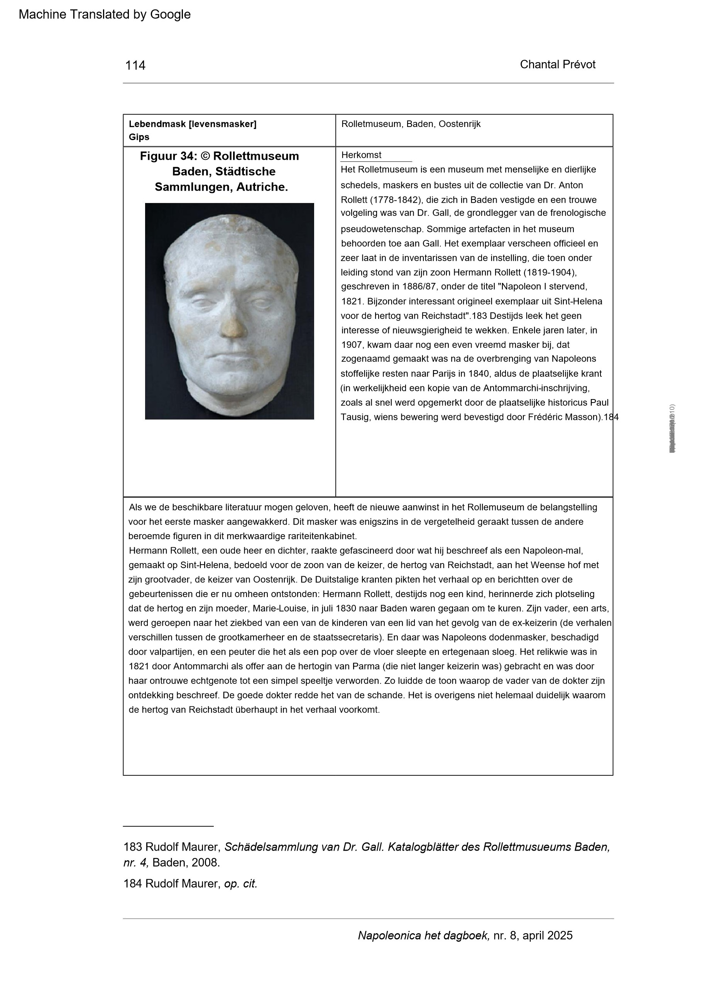 Machine Translated by Google
114
Chantal Prévot
Lebendmask [levensmasker]
Gips
Rolletmuseum, Baden, Oostenrijk
Figuur 34: © Rollettmuseum
Baden, Städtische
Sammlungen, Autriche.
Herkomst
Het Rolletmuseum is een museum met menselijke en dierlijke
schedels, maskers en bustes uit de collectie van Dr. Anton
Rollett (1778-1842), die zich in Baden vestigde en een trouwe
volgeling was van Dr. Gall, de grondlegger van de frenologische
pseudowetenschap. Sommige artefacten in het museum
behoorden toe aan Gall. Het exemplaar verscheen officieel en
zeer laat in de inventarissen van de instelling, die toen onder
leiding stond van zijn zoon Hermann Rollett (1819-1904),
geschreven in 1886/87, onder de titel "Napoleon I stervend,
1821. Bijzonder interessant origineel exemplaar uit Sint-Helena
voor de hertog van Reichstadt".183 Destijds leek het geen
interesse of nieuwsgierigheid te wekken. Enkele jaren later, in
1907, kwam daar nog een even vreemd masker bij, dat
zogenaamd gemaakt was na de overbrenging van Napoleons
stoffelijke resten naar Parijs in 1840, aldus de plaatselijke krant
(in werkelijkheid een kopie van de Antommarchi-inschrijving,
zoals al snel werd opgemerkt door de plaatselijke historicus Paul
Tausig, wiens bewering werd bevestigd door Frédéric Masson).184
Als we de beschikbare literatuur mogen geloven, heeft de nieuwe aanwinst in het Rollemuseum de belangstelling
voor het eerste masker aangewakkerd. Dit masker was enigszins in de vergetelheid geraakt tussen de andere
beroemde figuren in dit merkwaardige rariteitenkabinet.
Hermann Rollett, een oude heer en dichter, raakte gefascineerd door wat hij beschreef als een Napoleon-mal,
gemaakt op Sint-Helena, bedoeld voor de zoon van de keizer, de hertog van Reichstadt, aan het Weense hof met
zijn grootvader, de keizer van Oostenrijk. De Duitstalige kranten pikten het verhaal op en berichtten over de
gebeurtenissen die er nu omheen ontstonden: Hermann Rollett, destijds nog een kind, herinnerde zich plotseling
dat de hertog en zijn moeder, Marie-Louise, in juli 1830 naar Baden waren gegaan om te kuren. Zijn vader, een arts,
werd geroepen naar het ziekbed van een van de kinderen van een lid van het gevolg van de ex-keizerin (de verhalen
verschillen tussen de grootkamerheer en de staatssecretaris). En daar was Napoleons dodenmasker, beschadigd
door valpartijen, en een peuter die het als een pop over de vloer sleepte en ertegenaan sloeg. Het relikwie was in
1821 door Antommarchi als offer aan de hertogin van Parma (die niet langer keizerin was) gebracht en was door
haar ontrouwe echtgenote tot een simpel speeltje verworden. Zo luidde de toon waarop de vader van de dokter zijn
ontdekking beschreef. De goede dokter redde het van de schande. Het is overigens niet helemaal duidelijk waarom
de hertog van Reichstadt überhaupt in het verhaal voorkomt.
183 Rudolf Maurer, Schädelsammlung van Dr. Gall. Katalogblätter des Rollettmusueums Baden,
nr. 4, Baden, 2008.
184 Rudolf Maurer, op. cit.
Napoleonica het dagboek, nr. 8, april 2025